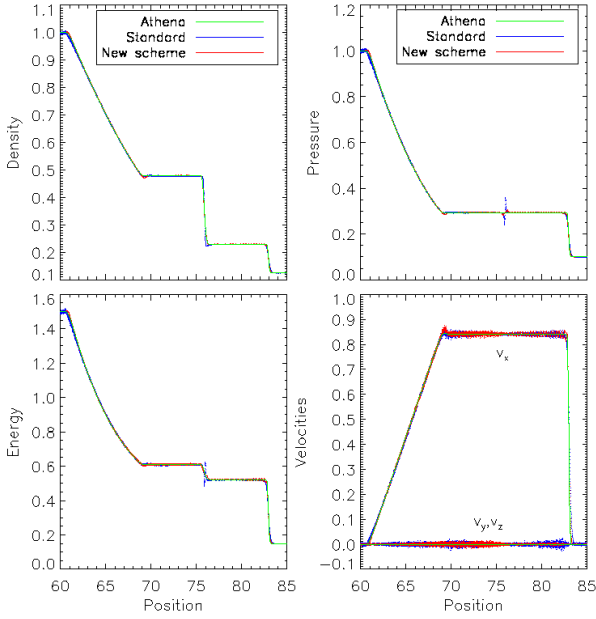 Athena
Standard
New scheme
1.1
1.0
0.9
0.8
0.7
0.6
0.5
0.4
0.3
0.2
0.1
Density
Athena
Standard
New scheme
1.2
1.0
0.8
0.6
0.4
0.2
0.0
Pressure
1.6
1.4
1.2
1.0
0.8
0.6
0.4
0.2
0.0
Energy
60 65 70 75 80 85
Position
1.0
0.9
0.8
0.7
0.6
0.5
0.4
0.3
0.2
0.1
0.0
−0.1
Velocities
Vx
Vy,Vz
60 65 70 75 80 85
Position